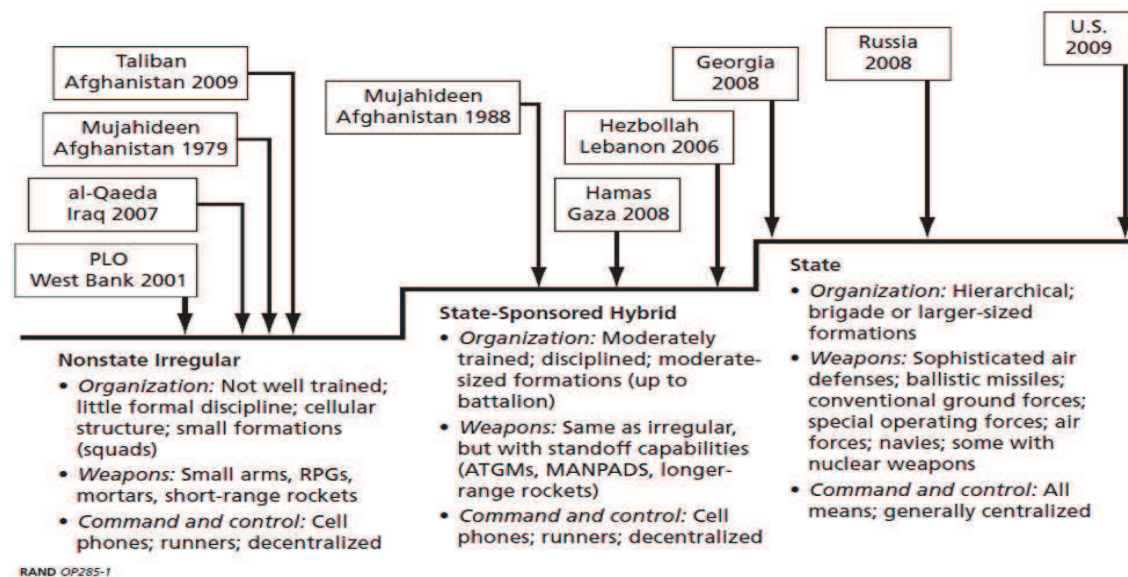 Taliban
Afghanistan 2009
Mujahideen
Afghanistan 1979
al-Qaeda
Iraq 2007
PLO
West Bank 2001
Mujahideen
Afghanistan 1988
Hezbollah
Lebanon 2006
Hamas
Gaza 2008
Georgia
2008
Russia
2008
U.S.
2009
Nonstate Irregular
• Organization: Not well trained;
little formal discipline; cellular
structure; small formations
(squads)
• Weapons: Small arms, RPGs,
mortars, short-range rockets
• Command and control: Cell
phones; runners; decentralized
State-Sponsored Hybrid
• Organization: Moderately
trained; disciplined; moderate-
sized formations (up to
battalion)
• Weapons: Same as irregular,
but with standoff capabilities
(ATGMs, MANPADS, longer-
range rockets)
• Command and control: Cell
phones; runners; decentralized
State
• Organization: Hierarchical;
brigade or larger-sized
formations
• Weapons: Sophisticated air
defenses; ballistic missiles;
conventional ground forces;
special operating forces; air
forces; navies; some with
nuclear weapons
• Command and control: All
means; generally centralized
RAND OP285-1